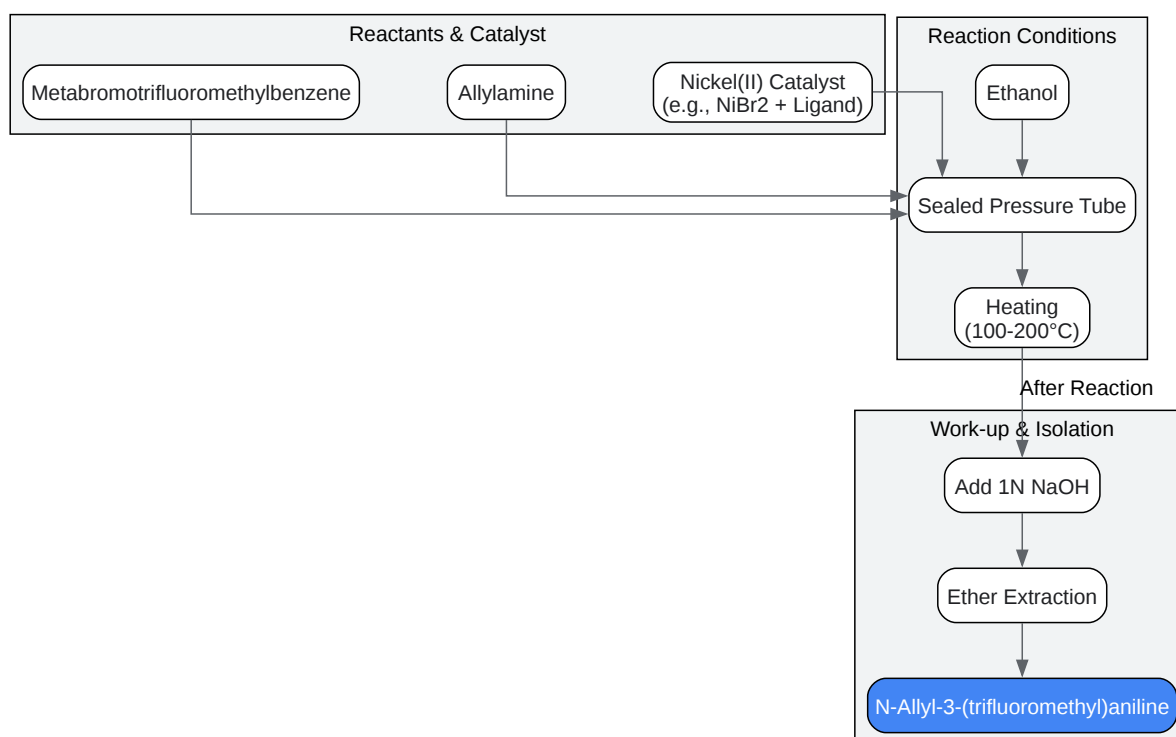 Reactants & Catalyst
Metabromotrifluoromethylbenzene
Allylamine
Nickel(II) Catalyst
(e.g., NiBr2 + Ligand)
Reaction Conditions
Ethanol
Sealed Pressure Tube
Heating
(100-200°C)
After Reaction
Work-up & Isolation
Add 1N NaOH
Ether Extraction
N-Allyl-3-(trifluoromethyl)aniline